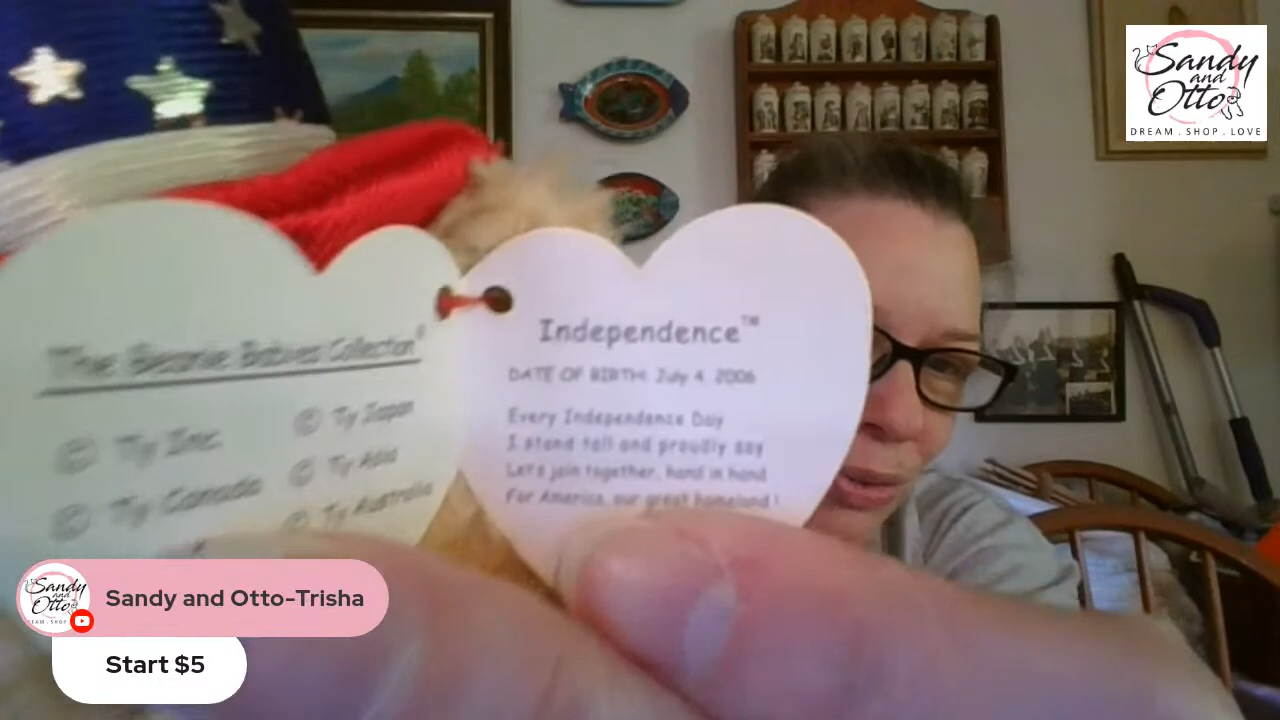 Sandy
and
Otto
DREAM . SHOP . LOVE
The Beanie Babies Collection®
© Ty Inc.
© Ty Canada
© Ty Japan
© Ty Asia
© Ty Australia
Independence™
DATE OF BIRTH: July 4, 2006
Every Independence Day
I stand tall and proudly say
Let's join together, hand in hand
For America, our great homeland!
Sandy and Otto-Trisha
Start $5